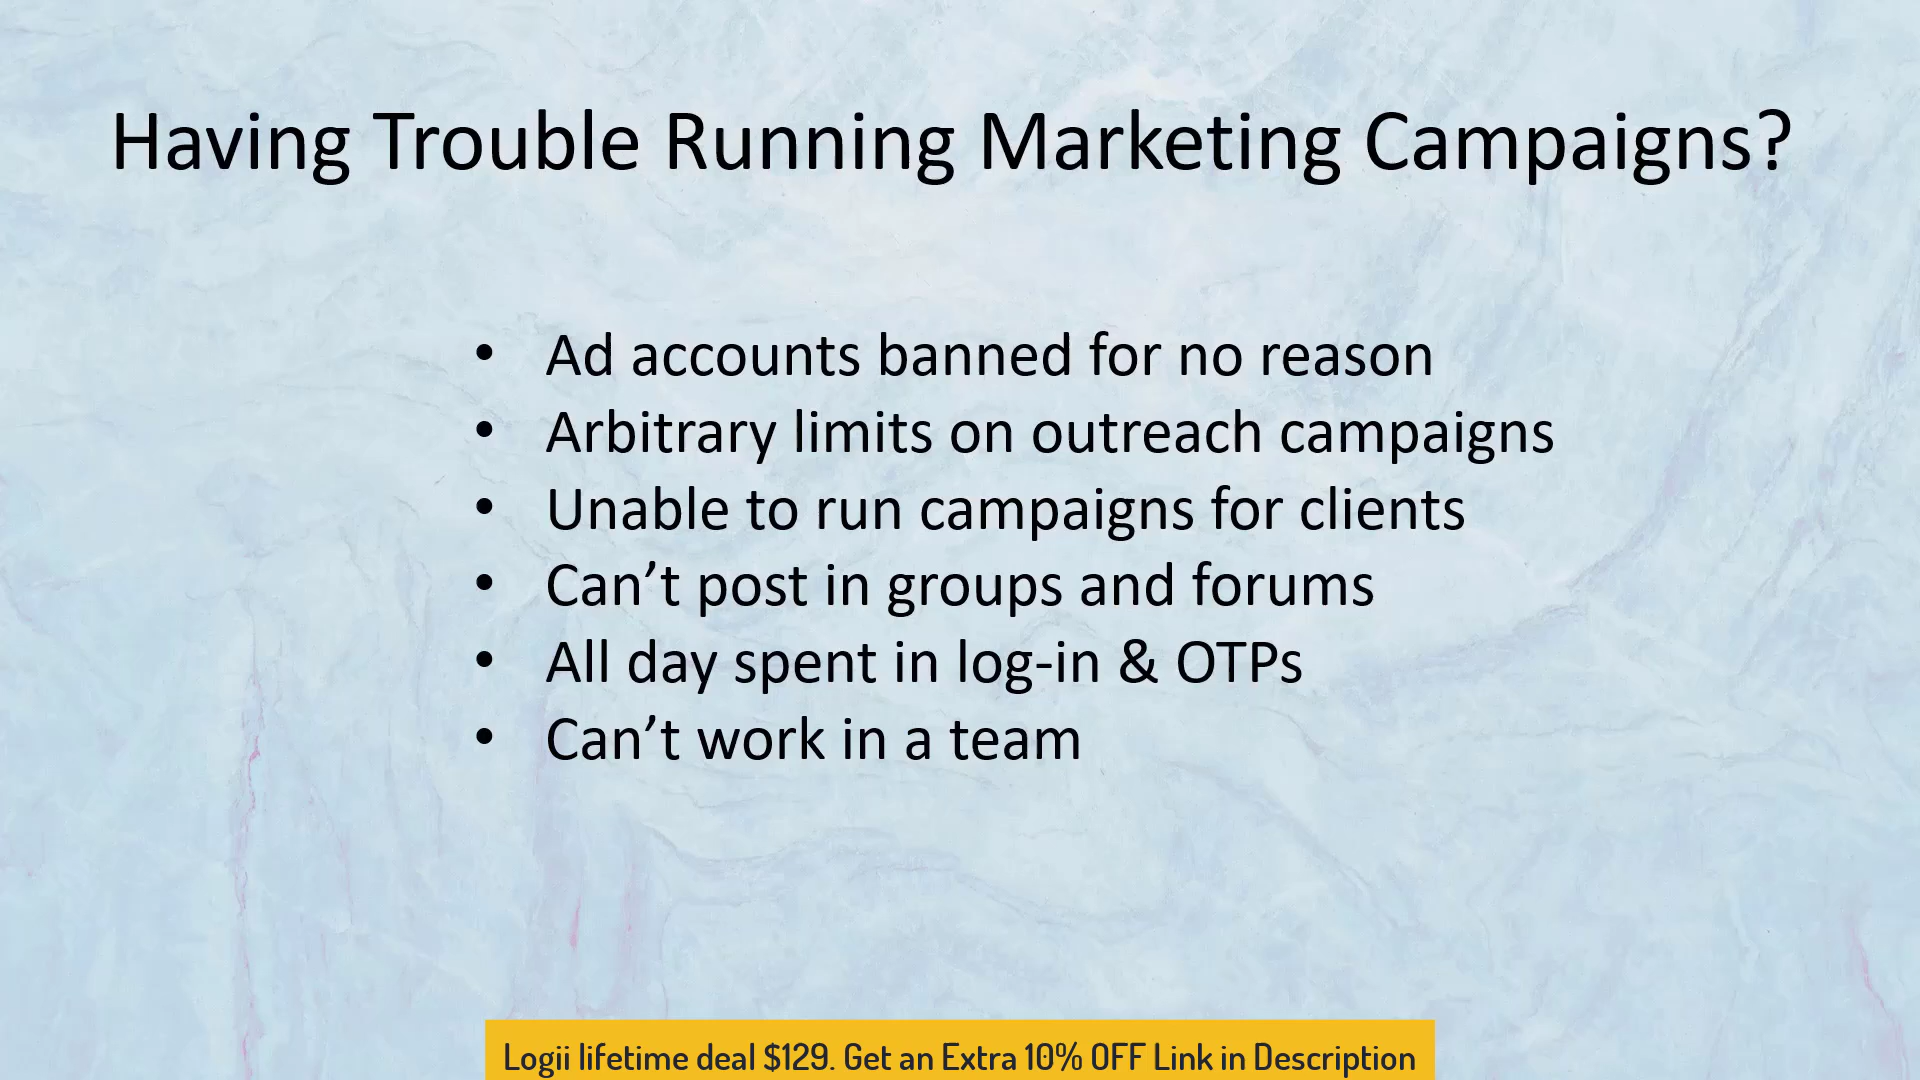 Having Trouble Running Marketing Campaigns?
• Ad accounts banned for no reason
• Arbitrary limits on outreach campaigns
• Unable to run campaigns for clients
• Can’t post in groups and forums
• All day spent in log-in & OTPs
• Can’t work in a team
Logii lifetime deal $129. Get an Extra 10% OFF Link in Description